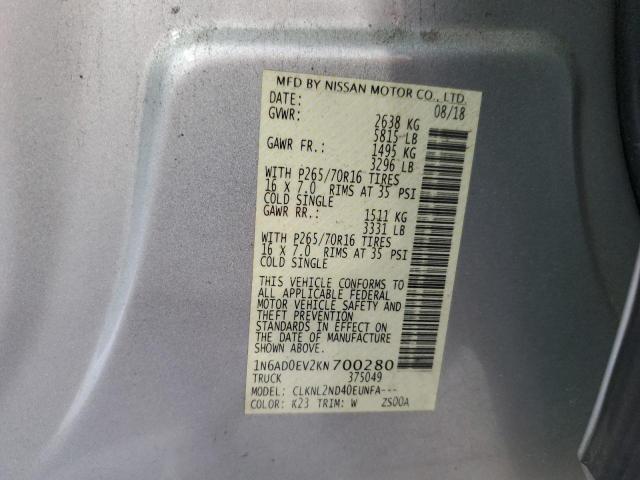 MFD BY NISSAN MOTOR CO., LTD.
DATE: 08/18
GVWR: 2638 KG
5815 LB
GAWR FR.: 1495 KG
3296 LB
WITH P265/70R16 TIRES
16 X 7.0 RIMS AT 35 PSI
COLD SINGLE
GAWR RR.: 1511 KG
3331 LB
WITH P265/70R16 TIRES
16 X 7.0 RIMS AT 35 PSI
COLD SINGLE
THIS VEHICLE CONFORMS TO
ALL APPLICABLE FEDERAL
MOTOR VEHICLE SAFETY AND
THEFT PREVENTION
STANDARDS IN EFFECT ON
THE DATE OF MANUFACTURE
SHOWN ABOVE.
1N6AD0EV2KN700280
TRUCK 375049
MODEL: CLKNL2ND40EUNFA---
COLOR: K23 TRIM: W ZS00A